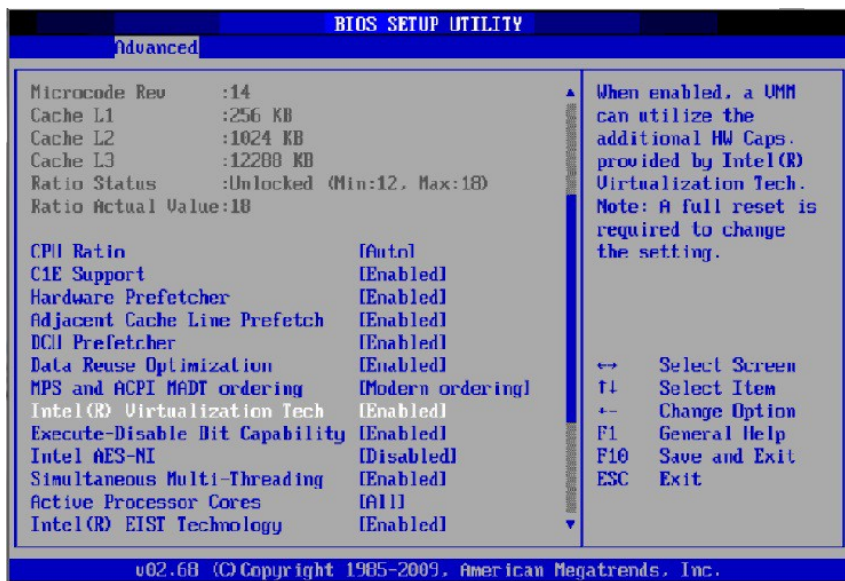 BIOS SETUP UTILITY
Advanced
Microcode Rev :14
Cache L1 :256 KB
Cache L2 :1024 KB
Cache L3 :12288 KB
Ratio Status :Unlocked (Min:12, Max:18)
Ratio Actual Value:18
CPU Ratio [Auto]
C1E Support [Enabled]
Hardware Prefetcher [Enabled]
Adjacent Cache Line Prefetch [Enabled]
DCU Prefetcher [Enabled]
Data Reuse Optimization [Enabled]
MPS and ACPI MADT ordering [Modern ordering]
Intel(R) Virtualization Tech [Enabled]
Execute-Disable Bit Capability [Enabled]
Intel AES-NI [Disabled]
Simultaneous Multi-Threading [Enabled]
Active Processor Cores [All]
Intel(R) EIST Technology [Enabled]
When enabled, a VMM
can utilize the
additional HW Caps.
provided by Intel(R)
Virtualization Tech.
Note: A full reset is
required to change
the setting.
↔ Select Screen
↑↓ Select Item
+- Change Option
F1 General Help
F10 Save and Exit
ESC Exit
v02.68 (C)Copyright 1985-2009, American Megatrends, Inc.